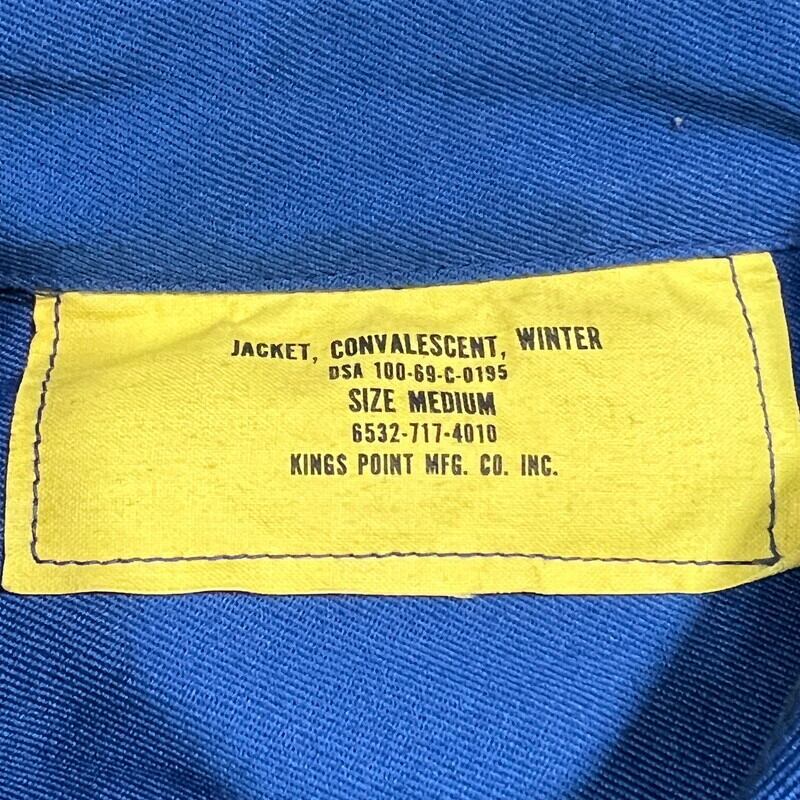 JACKET, CONVALESCENT, WINTER
DSA 100-69-C-0195
SIZE MEDIUM
6532-717-4010
KINGS POINT MFG. CO. INC.